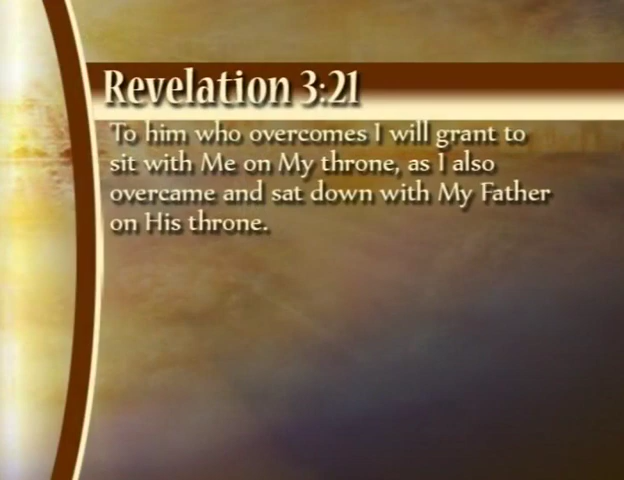 Revelation 3:21
To him who overcomes I will grant to
sit with Me on My throne, as I also
overcame and sat down with My Father
on His throne.